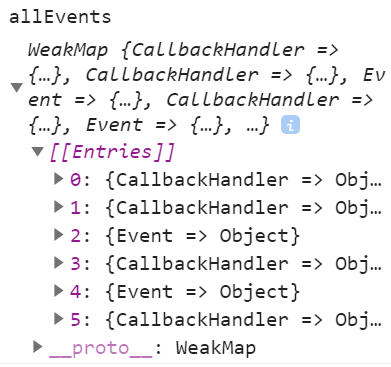 allEvents
WeakMap {CallbackHandler =>
{…}, CallbackHandler => {…}, Ev
ent => {…}, CallbackHandler =>
{…}, Event => {…}, …} i
[[Entries]]
0: {CallbackHandler => Obj…
1: {CallbackHandler => Obj…
2: {Event => Object}
3: {CallbackHandler => Obj…
4: {Event => Object}
5: {CallbackHandler => Obj…
__proto__: WeakMap